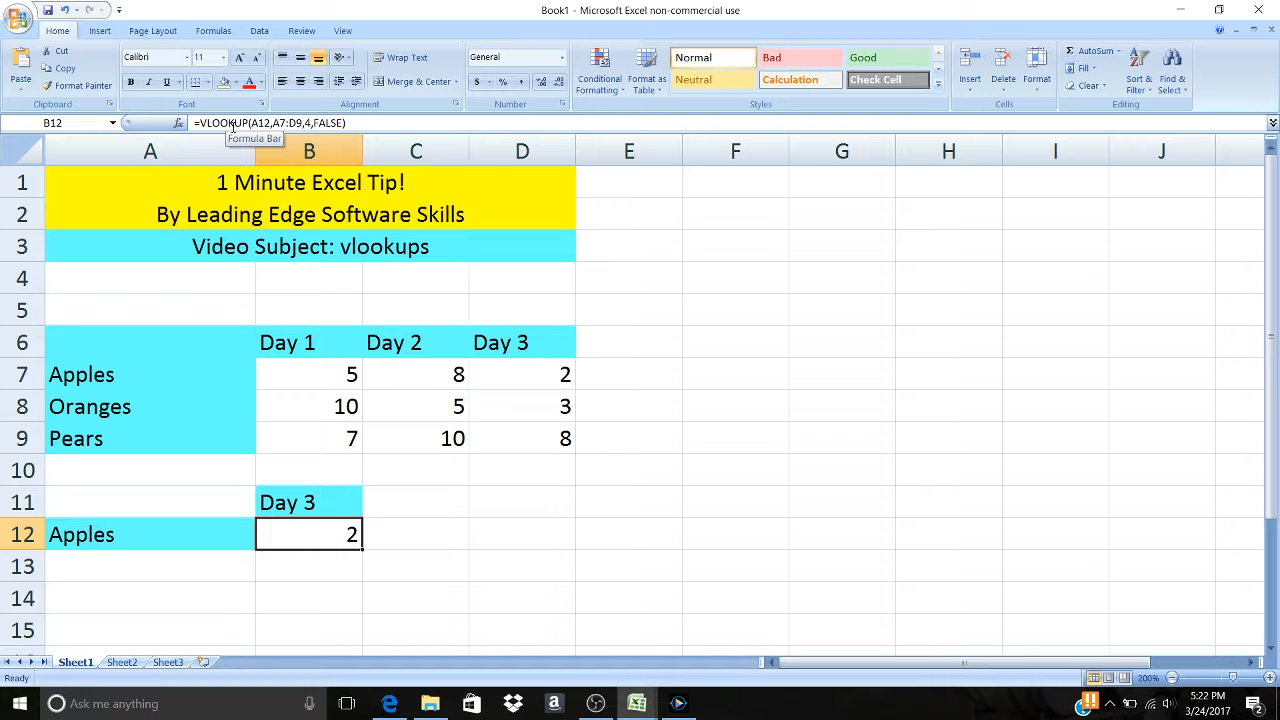 Book1 - Microsoft Excel non-commercial use
Home Insert Page Layout Formulas Data Review View
Paste Cut Copy Format Painter Clipboard
Calibri 11 B I U A A A Font
Wrap Text Merge & Center Alignment
General $ % , Number
Conditional Formatting Format as Table Normal Bad Good Neutral Calculation Check Cell Styles
Insert Delete Format Cells
AutoSum Fill Clear Sort & Filter Find & Select Editing
B12 fx =VLOOKUP(A12,A7:D9,4,FALSE)
Formula Bar
A B C D E F G H I J
1 1 Minute Excel Tip!
2 By Leading Edge Software Skills
3 Video Subject: vlookups
4
5
6 Day 1 Day 2 Day 3
7 Apples 5 8 2
8 Oranges 10 5 3
9 Pears 7 10 8
10
11 Day 3
12 Apples 2
13
14
15
Sheet1 Sheet2 Sheet3
Ready 200%
Ask me anything 5:22 PM
3/24/2017 2